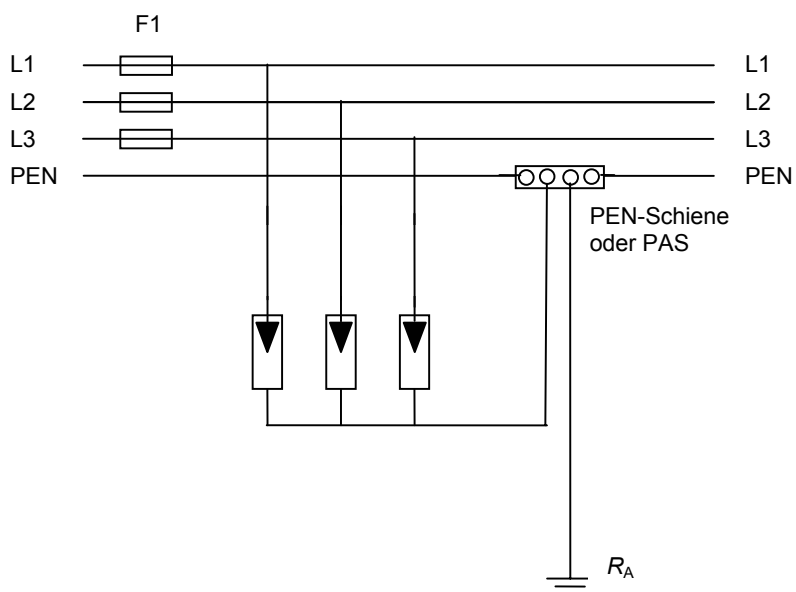 F1
L1 L1
L2 L2
L3 L3
PEN PEN
PEN-Schiene
oder PAS
RA